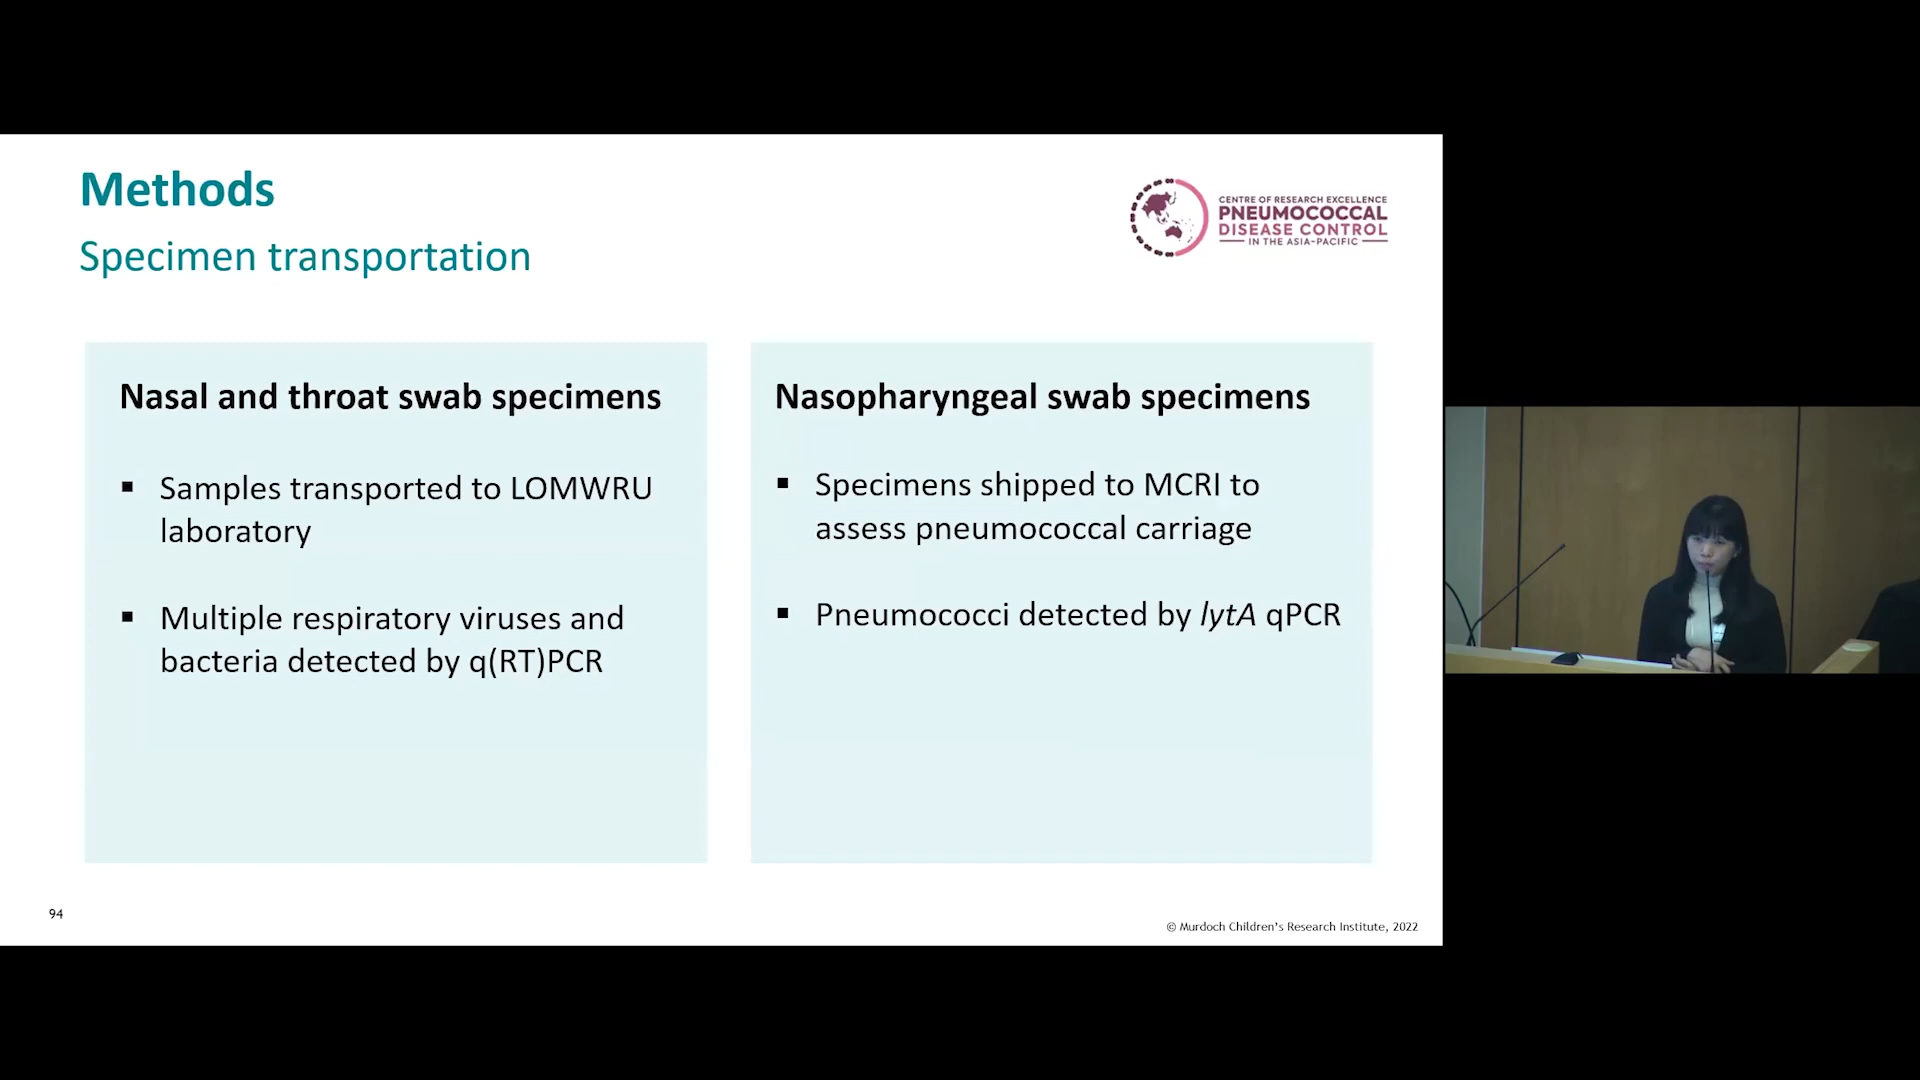 Methods
Specimen transportation
CENTRE OF RESEARCH EXCELLENCE
PNEUMOCOCCAL
DISEASE CONTROL
IN THE ASIA-PACIFIC
Nasal and throat swab specimens
▪ Samples transported to LOMWRU
laboratory
▪ Multiple respiratory viruses and
bacteria detected by q(RT)PCR
Nasopharyngeal swab specimens
▪ Specimens shipped to MCRI to
assess pneumococcal carriage
▪ Pneumococci detected by lytA qPCR
94
© Murdoch Children's Research Institute, 2022